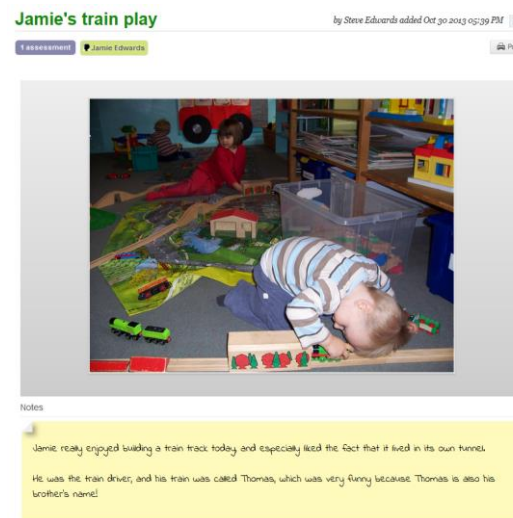 Jamie's train play
by Steve Edwards added Oct 30 2013 05:39 PM
1 assessment
Jamie Edwards
Notes
Jamie really enjoyed building a train track today, and especially liked the fact that it lived in its own tunnel.
He was the train driver, and his train was called Thomas, which was very funny because Thomas is also his
brother's name!